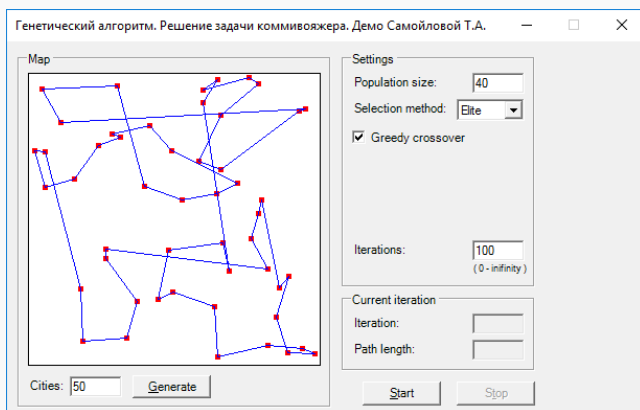 Генетический алгоритм. Решение задачи коммивояжера. Демо Самойловой Т.А.
Map
Cities: 50 Generate
Settings
Population size: 40
Selection method: Elite
Greedy crossover
Iterations: 100
( 0 - inifinity )
Current iteration
Iteration:
Path length:
Start Stop